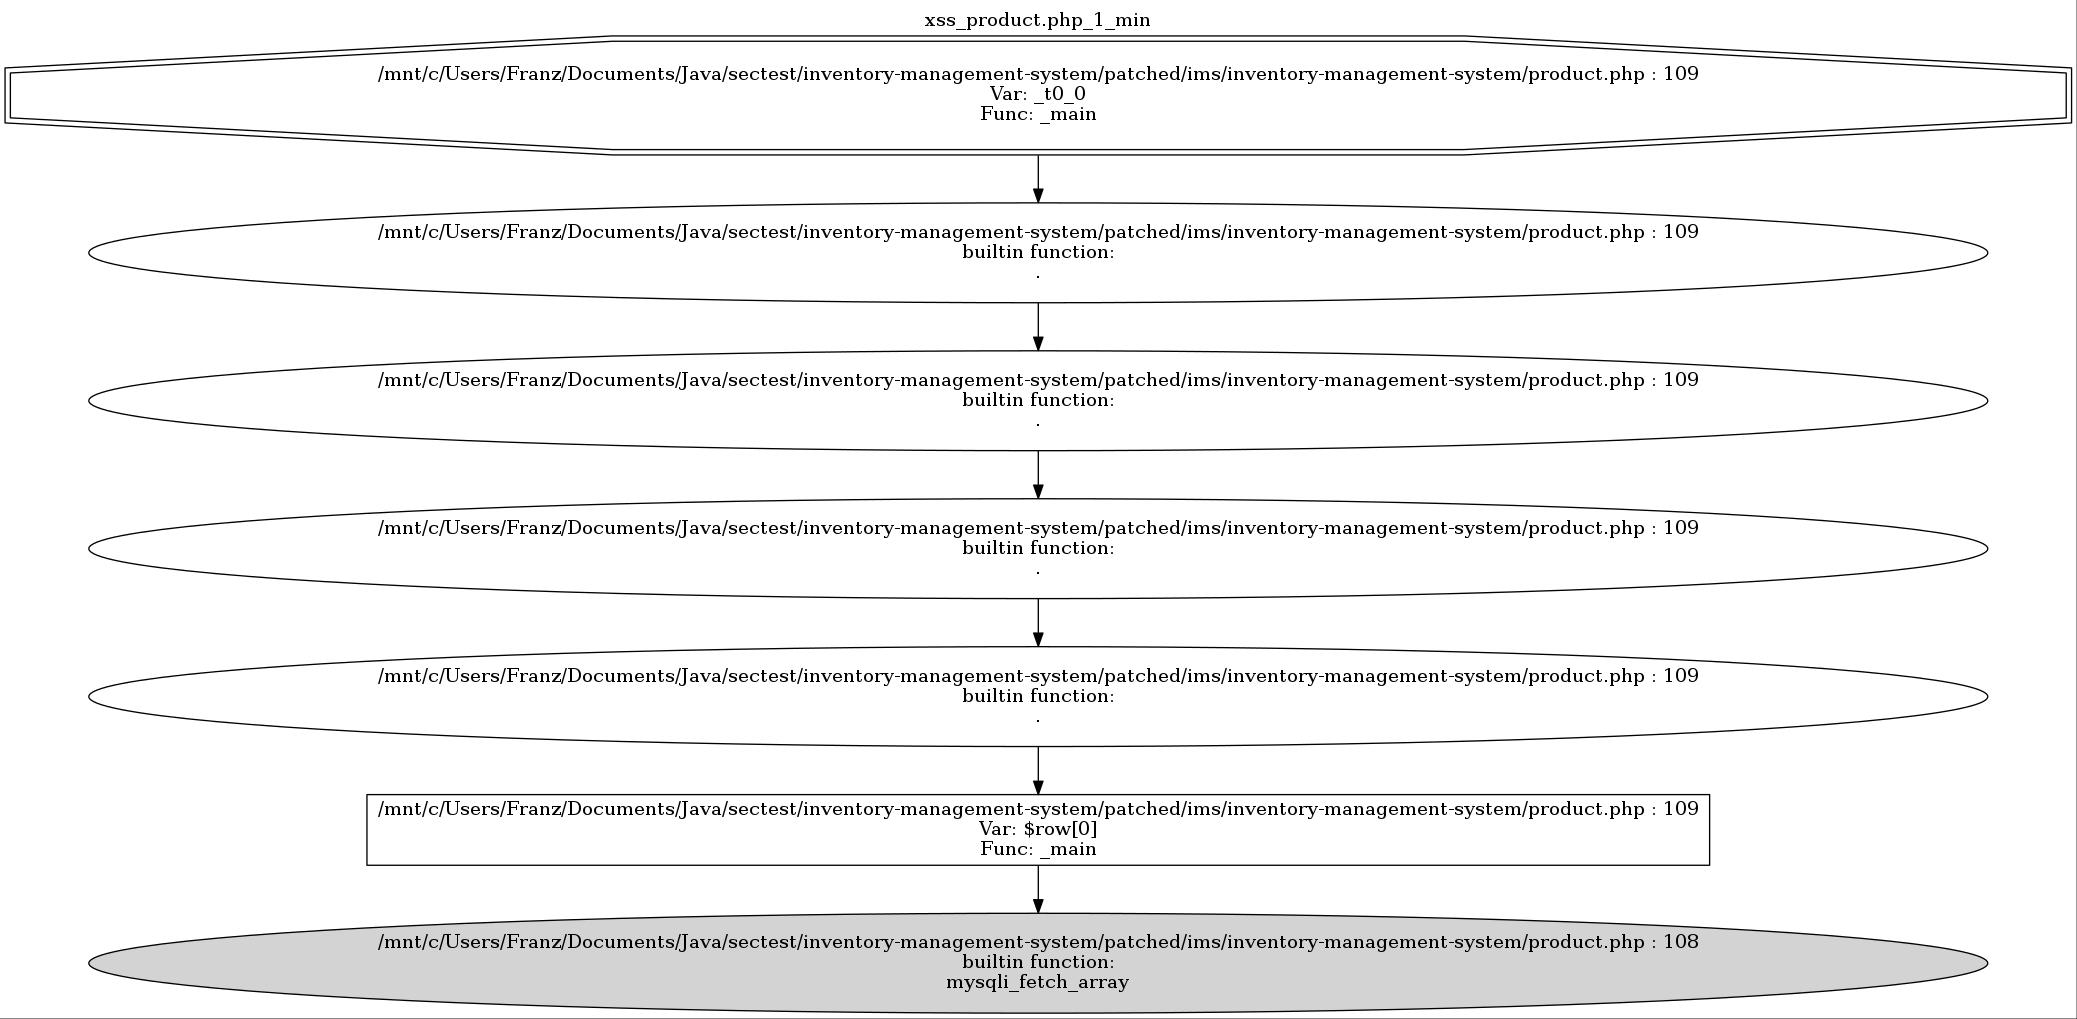 xss_product.php_1_min
/mnt/c/Users/Franz/Documents/Java/sectest/inventory-management-system/patched/ims/inventory-management-system/product.php : 109
Var: _t0_0
Func: _main
/mnt/c/Users/Franz/Documents/Java/sectest/inventory-management-system/patched/ims/inventory-management-system/product.php : 109
builtin function:
.
/mnt/c/Users/Franz/Documents/Java/sectest/inventory-management-system/patched/ims/inventory-management-system/product.php : 109
builtin function:
.
/mnt/c/Users/Franz/Documents/Java/sectest/inventory-management-system/patched/ims/inventory-management-system/product.php : 109
builtin function:
.
/mnt/c/Users/Franz/Documents/Java/sectest/inventory-management-system/patched/ims/inventory-management-system/product.php : 109
builtin function:
.
/mnt/c/Users/Franz/Documents/Java/sectest/inventory-management-system/patched/ims/inventory-management-system/product.php : 109
Var: $row[0]
Func: _main
/mnt/c/Users/Franz/Documents/Java/sectest/inventory-management-system/patched/ims/inventory-management-system/product.php : 108
builtin function:
mysqli_fetch_array